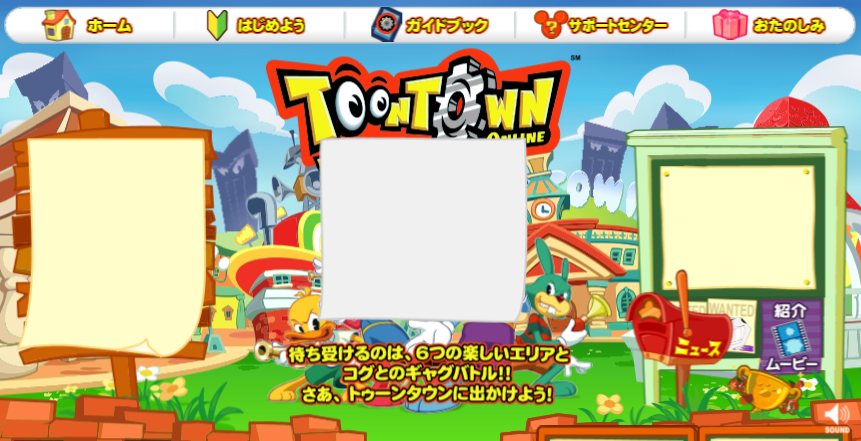 ホーム
はじめよう
ガイドブック
サポートセンター
おたのしみ
TOONTOWN
SM
ONLINE
TOWN
WANTED
紹介
ムービー
ニュース
待ち受けるのは、6つの楽しいエリアと
コグとのギャグバトル!!
さあ、トゥーンタウンに出かけよう!
SOUND